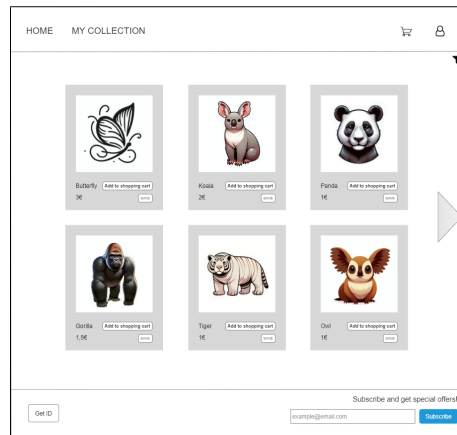 HOME MY COLLECTION
Butterfly Add to shopping cart
3€
Koala Add to shopping cart
2€
Panda Add to shopping cart
1€
Gorilla Add to shopping cart
1,5€
Tiger Add to shopping cart
1€
Owl Add to shopping cart
1€
Subscribe and get special offers!
Get ID
example@email.com Subscribe